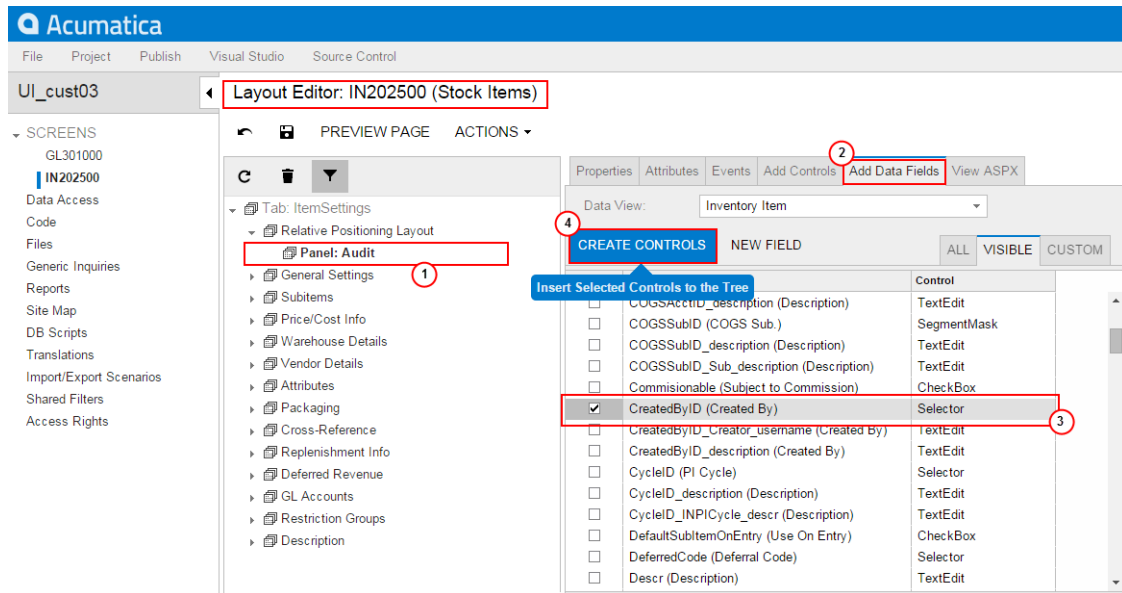 Acumatica
File Project Publish Visual Studio Source Control
UI_cust03
Layout Editor: IN202500 (Stock Items)
SCREENS
GL301000
IN202500
Data Access
Code
Files
Generic Inquiries
Reports
Site Map
DB Scripts
Translations
Import/Export Scenarios
Shared Filters
Access Rights
PREVIEW PAGE ACTIONS
Tab: ItemSettings
Relative Positioning Layout
Panel: Audit
1
General Settings
Subitems
Price/Cost Info
Warehouse Details
Vendor Details
Attributes
Packaging
Cross-Reference
Replenishment Info
Deferred Revenue
GL Accounts
Restriction Groups
Description
2
Properties Attributes Events Add Controls Add Data Fields View ASPX
Data View: Inventory Item
4
CREATE CONTROLS NEW FIELD ALL VISIBLE CUSTOM
Insert Selected Controls to the Tree
Control
COGSAcctID_description (Description) TextEdit
COGSSubID (COGS Sub.) SegmentMask
COGSSubID_description (Description) TextEdit
COGSSubID_Sub_description (Description) TextEdit
Commisionable (Subject to Commission) CheckBox
CreatedByID (Created By) Selector
3
CreatedByID_Creator_username (Created By) TextEdit
CreatedByID_description (Created By) TextEdit
CycleID (PI Cycle) Selector
CycleID_description (Description) TextEdit
CycleID_INPICycle_descr (Description) TextEdit
DefaultSubItemOnEntry (Use On Entry) CheckBox
DeferredCode (Deferral Code) Selector
Descr (Description) TextEdit